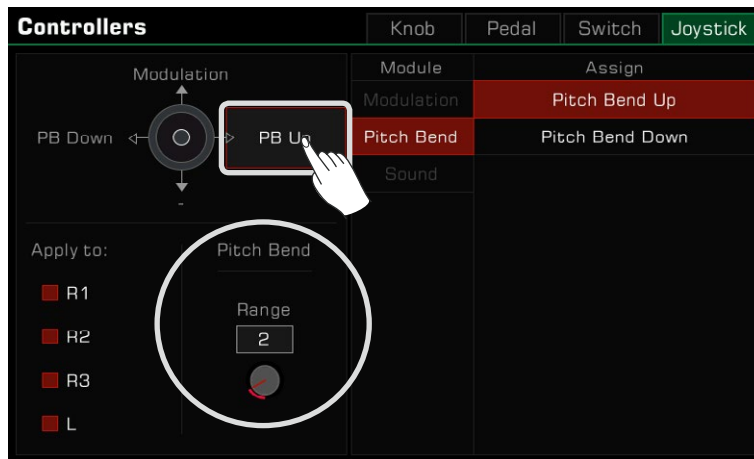 Controllers
Knob
Pedal
Switch
Joystick
Modulation
PB Down
PB Up
-
Module
Modulation
Pitch Bend
Sound
Assign
Pitch Bend Up
Pitch Bend Down
Apply to:
R1
R2
R3
L
Pitch Bend
Range
2